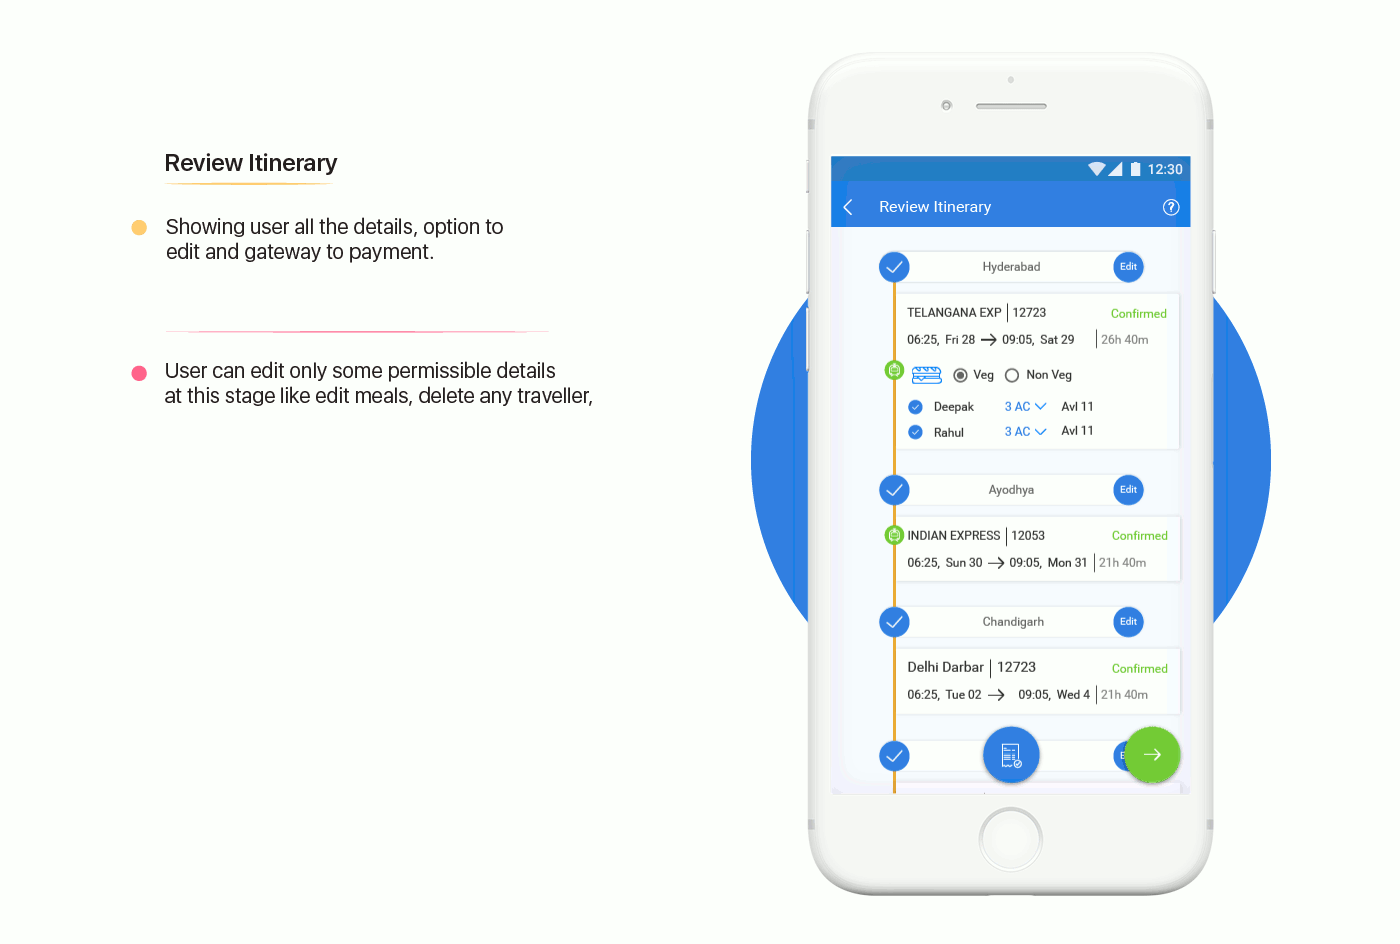 Review Itinerary
Showing user all the details, option to
edit and gateway to payment.
User can edit only some permissible details
at this stage like edit meals, delete any traveller,
12:30
Review Itinerary
?
Hyderabad
Edit
TELANGANA EXP | 12723
Confirmed
06:25, Fri 28 → 09:05, Sat 29 | 26h 40m
Veg Non Veg
Deepak 3 AC Avl 11
Rahul 3 AC Avl 11
Ayodhya
Edit
INDIAN EXPRESS | 12053
Confirmed
06:25, Sun 30 → 09:05, Mon 31 | 21h 40m
Chandigarh
Edit
Delhi Darbar | 12723
Confirmed
06:25, Tue 02 → 09:05, Wed 4 | 21h 40m